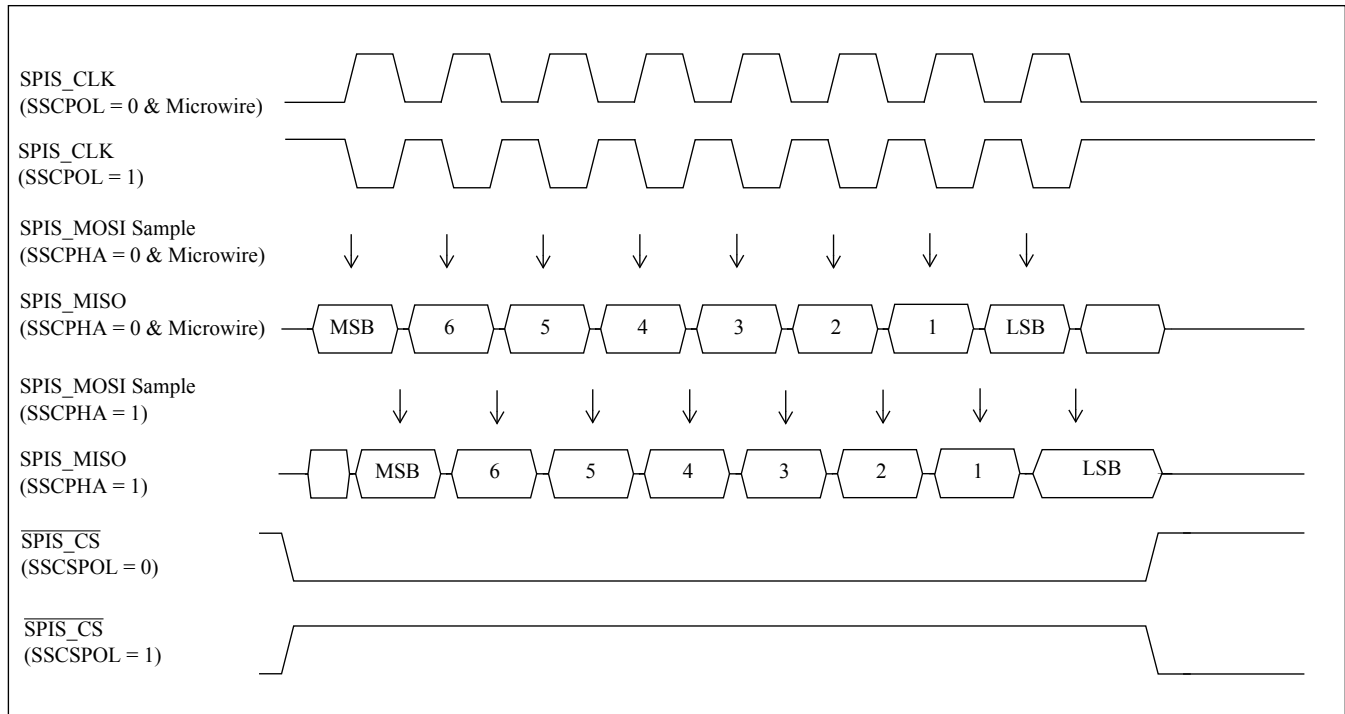 SPIS_CLK
(SSCPOL = 0 & Microwire)
SPIS_CLK
(SSCPOL = 1)
SPIS_MOSI Sample
(SSCPHA = 0 & Microwire)
SPIS_MISO
(SSCPHA = 0 & Microwire)
MSB 6 5 4 3 2 1 LSB
SPIS_MOSI Sample
(SSCPHA = 1)
SPIS_MISO
(SSCPHA = 1)
MSB 6 5 4 3 2 1 LSB
SPIS_CS
(SSCSPOL = 0)
SPIS_CS
(SSCSPOL = 1)